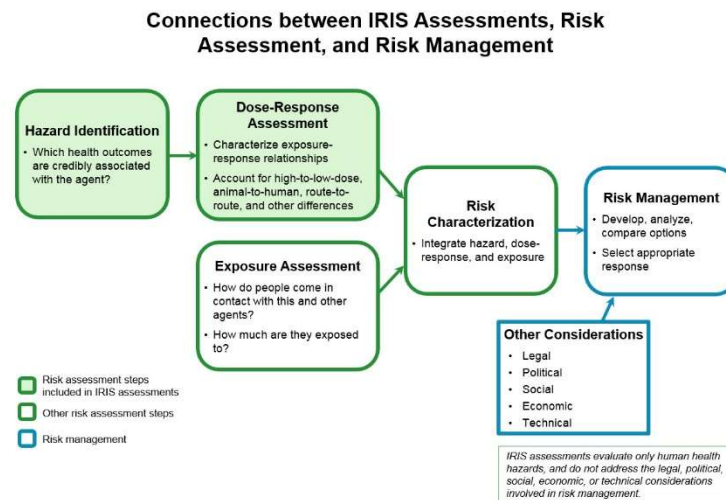 Connections between IRIS Assessments, Risk
Assessment, and Risk Management
Hazard Identification
• Which health outcomes
are credibly associated
with the agent?
Dose-Response
Assessment
• Characterize exposure-
response relationships
• Account for high-to-low-dose,
animal-to-human, route-to-
route, and other differences
Exposure Assessment
• How do people come in
contact with this and other
agents?
• How much are they exposed
to?
Risk
Characterization
• Integrate hazard, dose-
response, and exposure
Risk Management
• Develop, analyze,
compare options
• Select appropriate
response
Other Considerations
• Legal
• Political
• Social
• Economic
• Technical
Risk assessment steps
included in IRIS assessments
Other risk assessment steps
Risk management
IRIS assessments evaluate only human health
hazards, and do not address the legal, political,
social, economic, or technical considerations
involved in risk management.